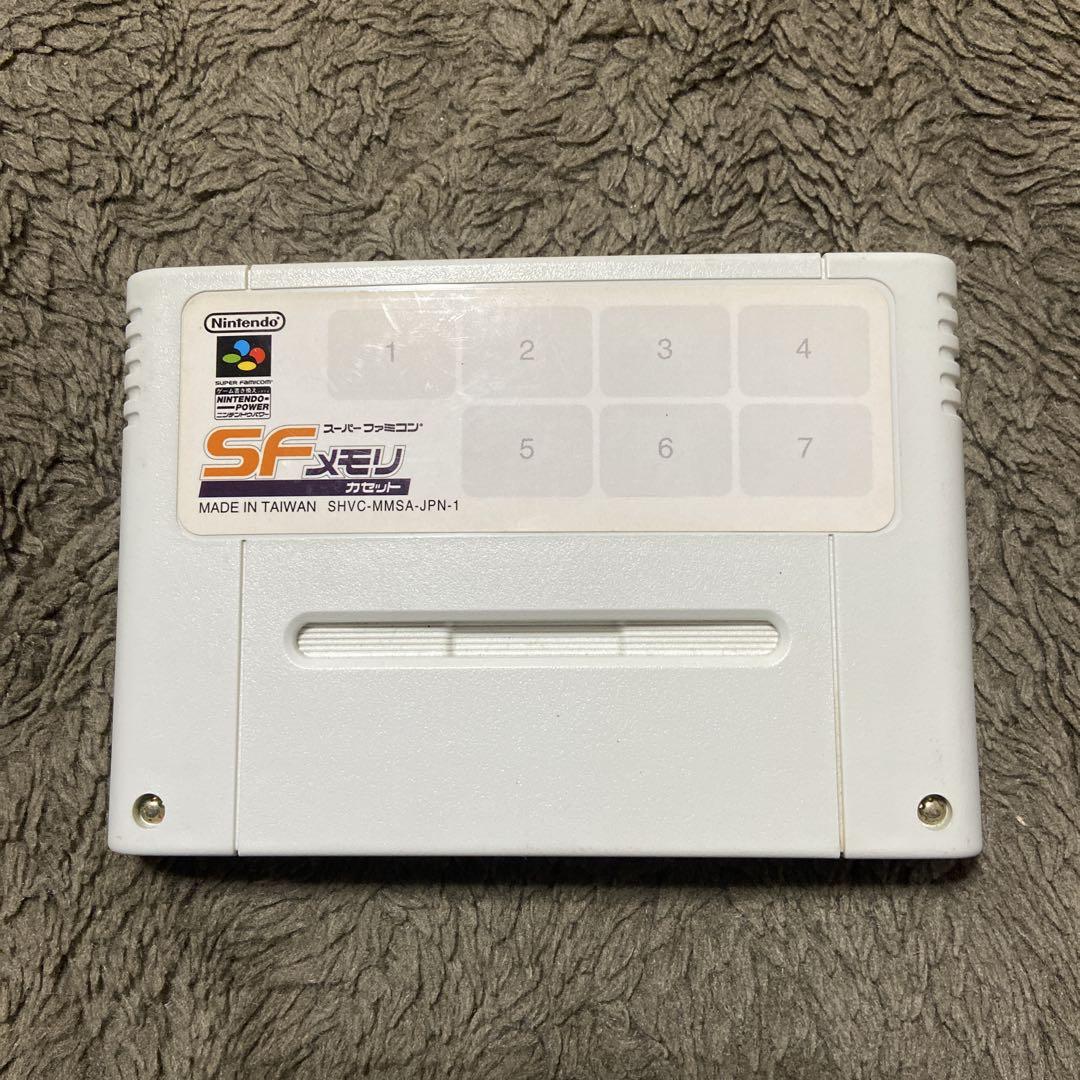 Nintendo
SUPER FAMICOM
ゲーム書き換え
NINTENDO
POWER
ニンテンドウパワー
スーパーファミコン
SFメモリ
カセット
MADE IN TAIWAN SHVC-MMSA-JPN-1
1 2 3 4
5 6 7